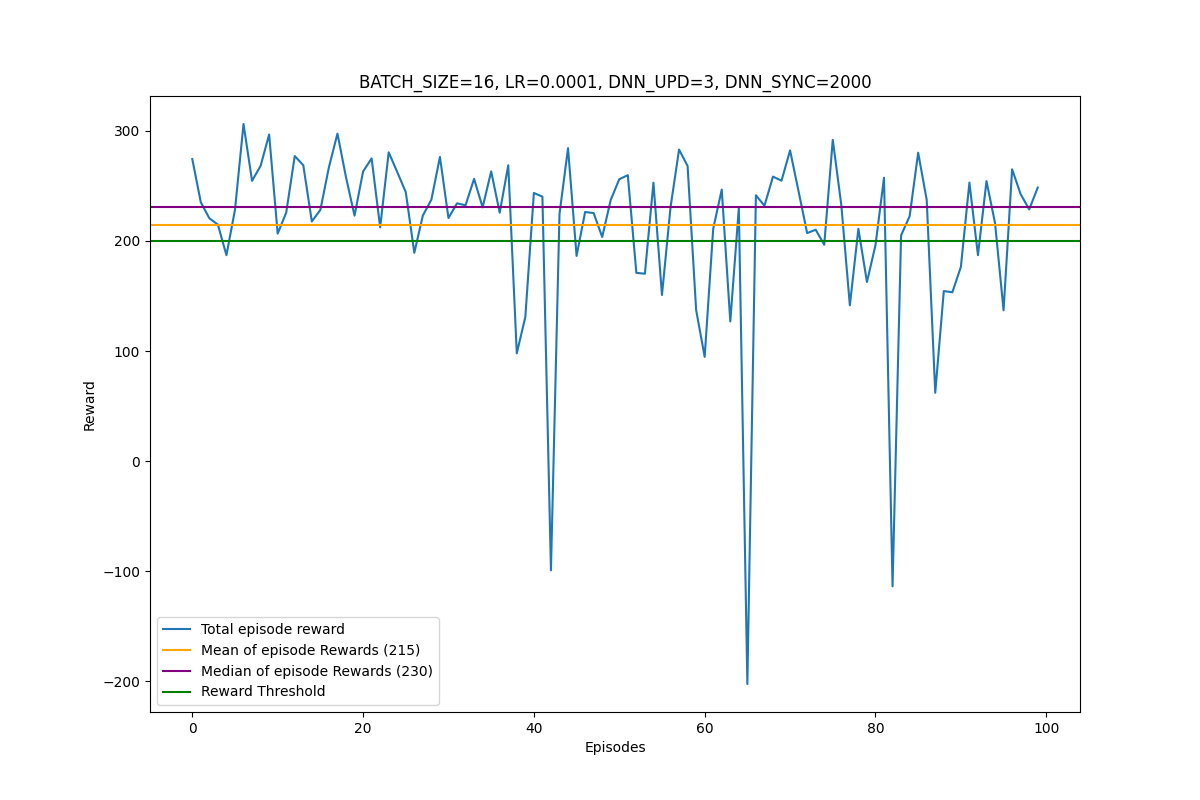 BATCH_SIZE=16, LR=0.0001, DNN_UPD=3, DNN_SYNC=2000
300
200
100
0
−100
−200
Reward
Total episode reward
Mean of episode Rewards (215)
Median of episode Rewards (230)
Reward Threshold
0 20 40 60 80 100
Episodes